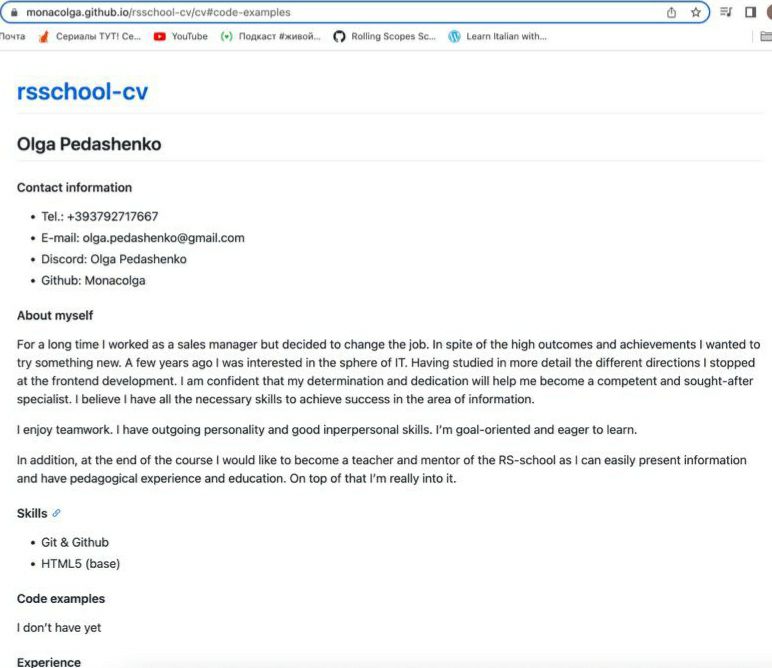 monacolga.github.io/rsschool-cv/cv#code-examples
Почта Сериалы ТУТ! Се... YouTube Подкаст #живой... Rolling Scopes Sc... Learn Italian with...
rsschool-cv
Olga Pedashenko
Contact information
• Tel.: +393792717667
• E-mail: olga.pedashenko@gmail.com
• Discord: Olga Pedashenko
• Github: Monacolga
About myself
For a long time I worked as a sales manager but decided to change the job. In spite of the high outcomes and achievements I wanted to
try something new. A few years ago I was interested in the sphere of IT. Having studied in more detail the different directions I stopped
at the frontend development. I am confident that my determination and dedication will help me become a competent and sought-after
specialist. I believe I have all the necessary skills to achieve success in the area of information.
I enjoy teamwork. I have outgoing personality and good inperpersonal skills. I'm goal-oriented and eager to learn.
In addition, at the end of the course I would like to become a teacher and mentor of the RS-school as I can easily present information
and have pedagogical experience and education. On top of that I'm really into it.
Skills
• Git & Github
• HTML5 (base)
Code examples
I don't have yet
Experience